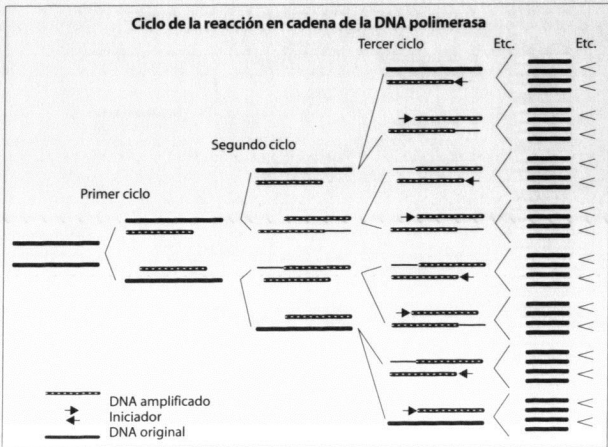 Ciclo de la reacción en cadena de la DNA polimerasa
Tercer ciclo
Etc.
Etc.
Segundo ciclo
Primer ciclo
DNA amplificado
Iniciador
DNA original